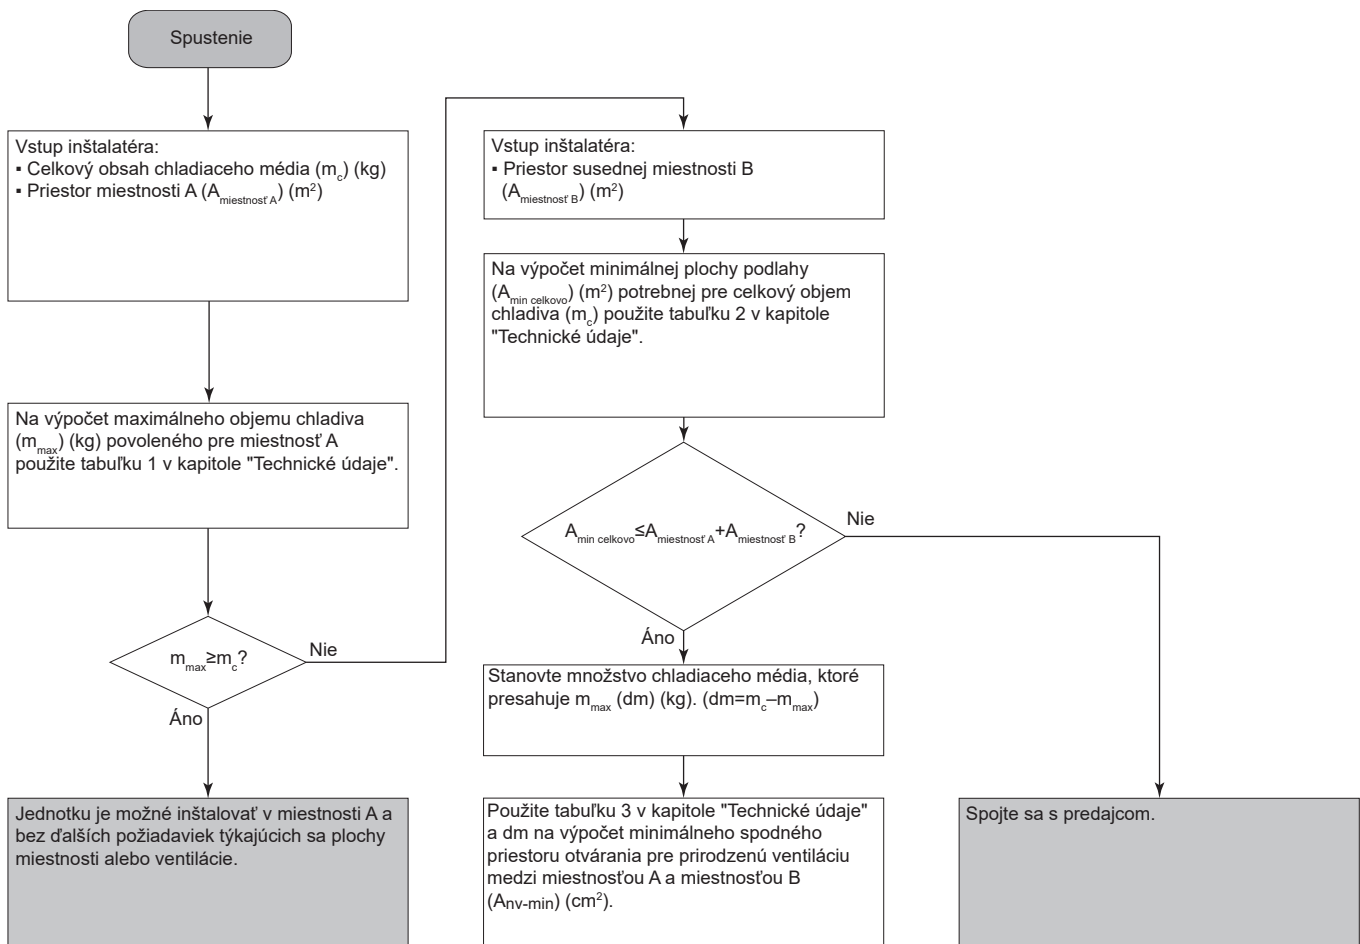 Spustenie
Vstup inštalatéra:
▪ Celkový obsah chladiaceho média (mc) (kg)
▪ Priestor miestnosti A (Amiestnosť A) (m²)
Na výpočet maximálneho objemu chladiva
(mmax) (kg) povoleného pre miestnosť A
použite tabuľku 1 v kapitole "Technické údaje".
mmax≥mc?
Nie
Áno
Jednotku je možné inštalovať v miestnosti A a
bez ďalších požiadaviek týkajúcich sa plochy
miestnosti alebo ventilácie.
Vstup inštalatéra:
▪ Priestor susednej miestnosti B
(Amiestnosť B) (m²)
Na výpočet minimálnej plochy podlahy
(Amin celkovo) (m²) potrebnej pre celkový objem
chladiva (mc) použite tabuľku 2 v kapitole
"Technické údaje".
Amin celkovo≤Amiestnosť A+Amiestnosť B?
Nie
Áno
Stanovte množstvo chladiaceho média, ktoré
presahuje mmax (dm) (kg). (dm=mc–mmax)
Použite tabuľku 3 v kapitole "Technické údaje"
a dm na výpočet minimálneho spodného
priestoru otvárania pre prirodzenú ventiláciu
medzi miestnosťou A a miestnosťou B
(Anv-min) (cm²).
Spojte sa s predajcom.